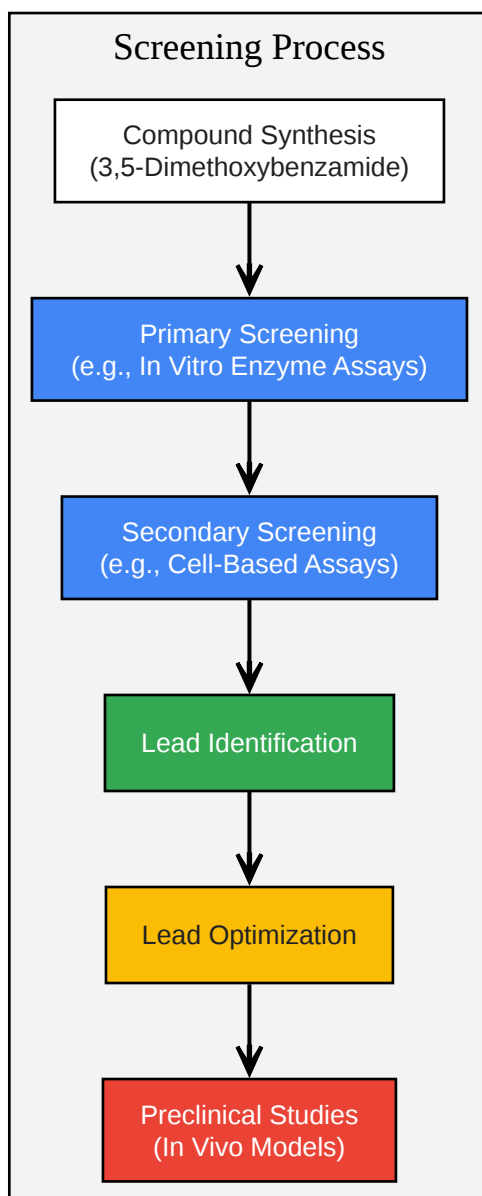 Screening Process
Compound Synthesis
(3,5-Dimethoxybenzamide)
Primary Screening
(e.g., In Vitro Enzyme Assays)
Secondary Screening
(e.g., Cell-Based Assays)
Lead Identification
Lead Optimization
Preclinical Studies
(In Vivo Models)